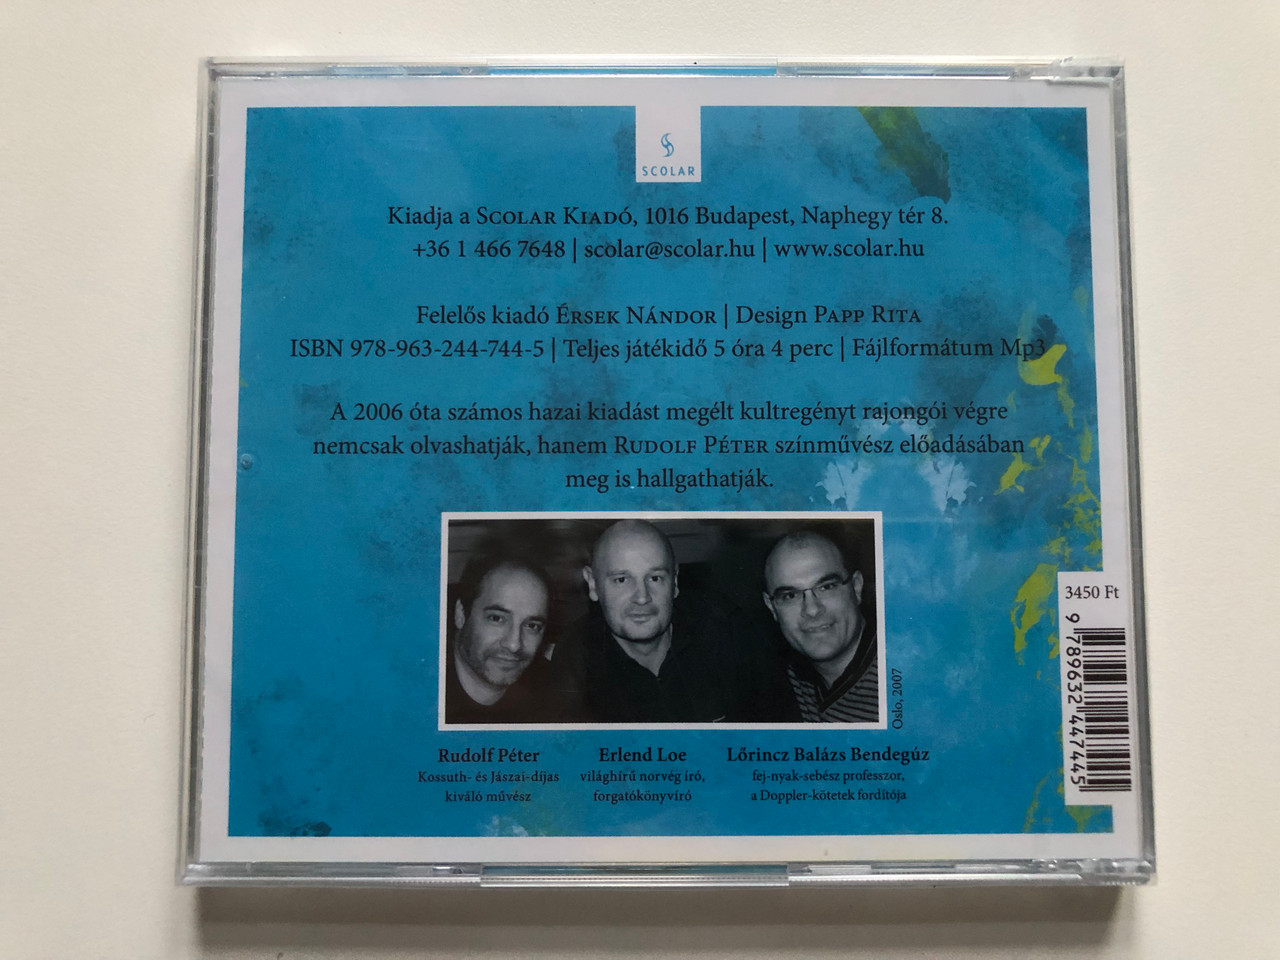 SCOLAR
Kiadja a SCOLAR KIADÓ, 1016 Budapest, Naphegy tér 8.
+36 1 466 7648 | scolar@scolar.hu | www.scolar.hu
Felelős kiadó ÉRSEK NÁNDOR | Design PAPP RITA
ISBN 978-963-244-744-5 | Teljes játékidő 5 óra 4 perc | Fájlformátum Mp3
A 2006 óta számos hazai kiadást megélt kultregényt rajongói végre
nemcsak olvashatják, hanem RUDOLF PÉTER színművész előadásában
meg is hallgathatják.
Oslo, 2007
Rudolf Péter
Kossuth- és Jászai-díjas
kiváló művész
Erlend Loe
világhírű norvég író,
forgatókönyvíró
Lőrincz Balázs Bendegúz
fej-nyak-sebész professzor,
a Doppler-kötetek fordítója
3450 Ft
9 789632 447445